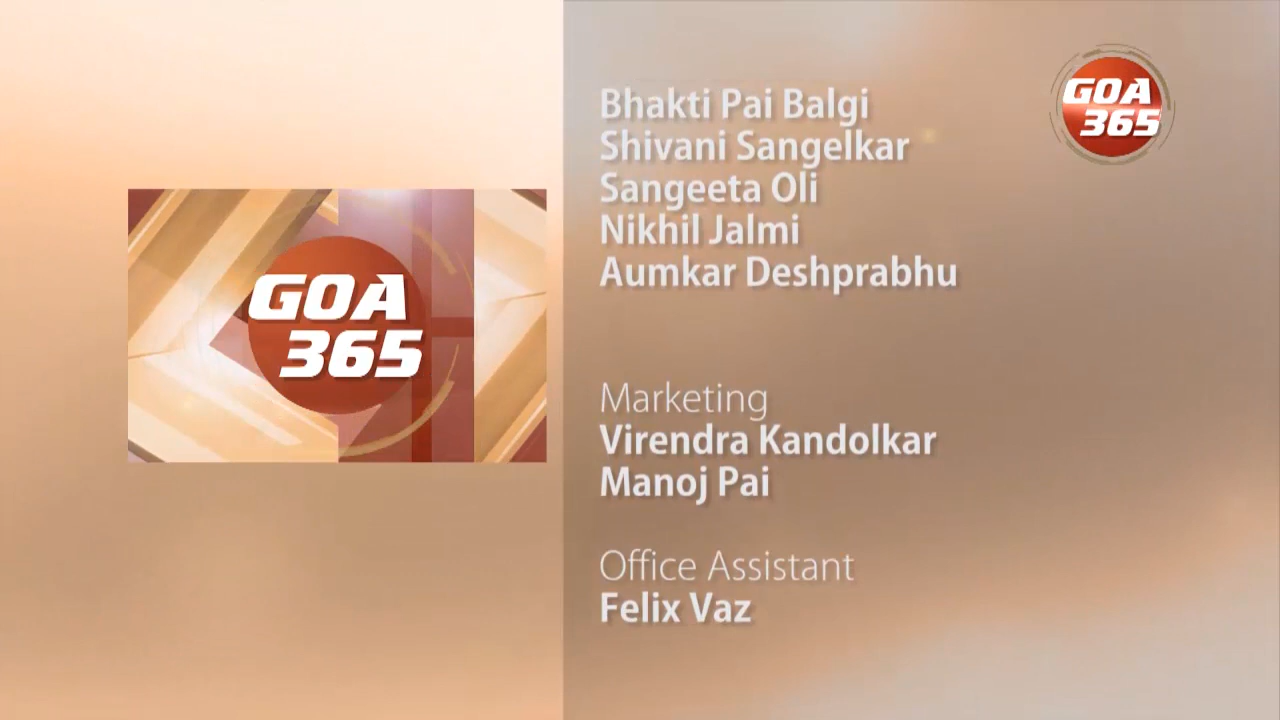 GOA
365
Bhakti Pai Balgi
Shivani Sangelkar
Sangeeta Oli
Nikhil Jalmi
Aumkar Deshprabhu
Marketing
Virendra Kandolkar
Manoj Pai
Office Assistant
Felix Vaz
GOA
365